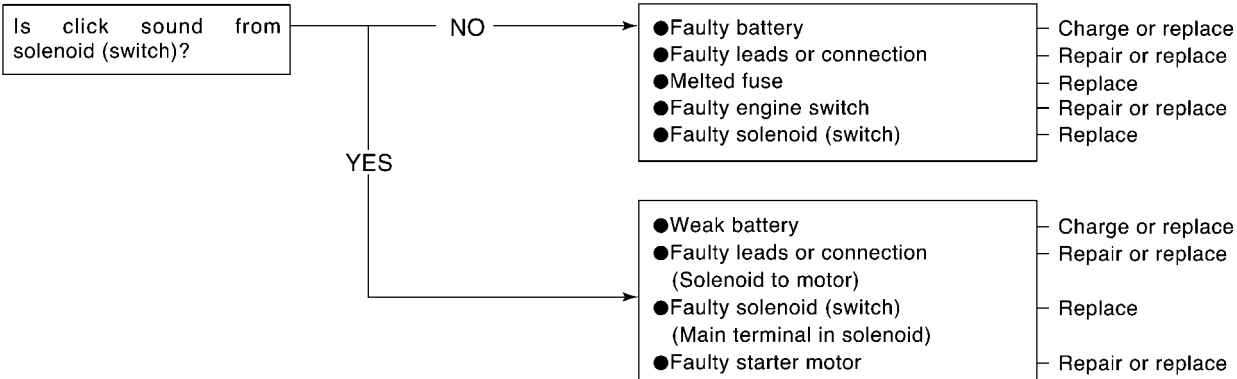 Is click sound from
solenoid (switch)?
NO
●Faulty battery – Charge or replace
●Faulty leads or connection – Repair or replace
●Melted fuse – Replace
●Faulty engine switch – Repair or replace
●Faulty solenoid (switch) – Replace
YES
●Weak battery – Charge or replace
●Faulty leads or connection – Repair or replace
(Solenoid to motor)
●Faulty solenoid (switch) – Replace
(Main terminal in solenoid)
●Faulty starter motor – Repair or replace